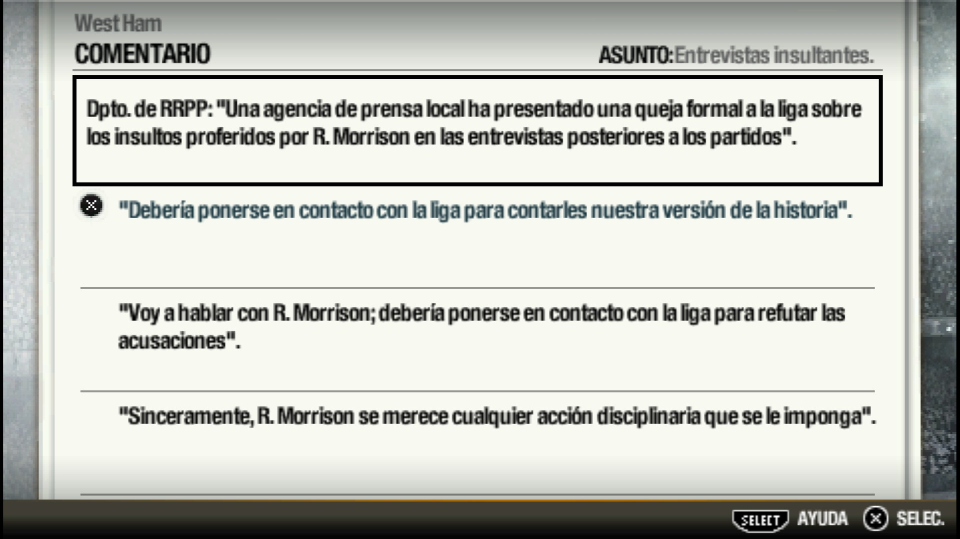 West Ham
COMENTARIO
ASUNTO:Entrevistas insultantes.
Dpto. de RRPP: "Una agencia de prensa local ha presentado una queja formal a la liga sobre
los insultos proferidos por R. Morrison en las entrevistas posteriores a los partidos".
"Debería ponerse en contacto con la liga para contarles nuestra versión de la historia".
"Voy a hablar con R. Morrison; debería ponerse en contacto con la liga para refutar las
acusaciones".
"Sinceramente, R. Morrison se merece cualquier acción disciplinaria que se le imponga".
SELECT AYUDA SELEC.